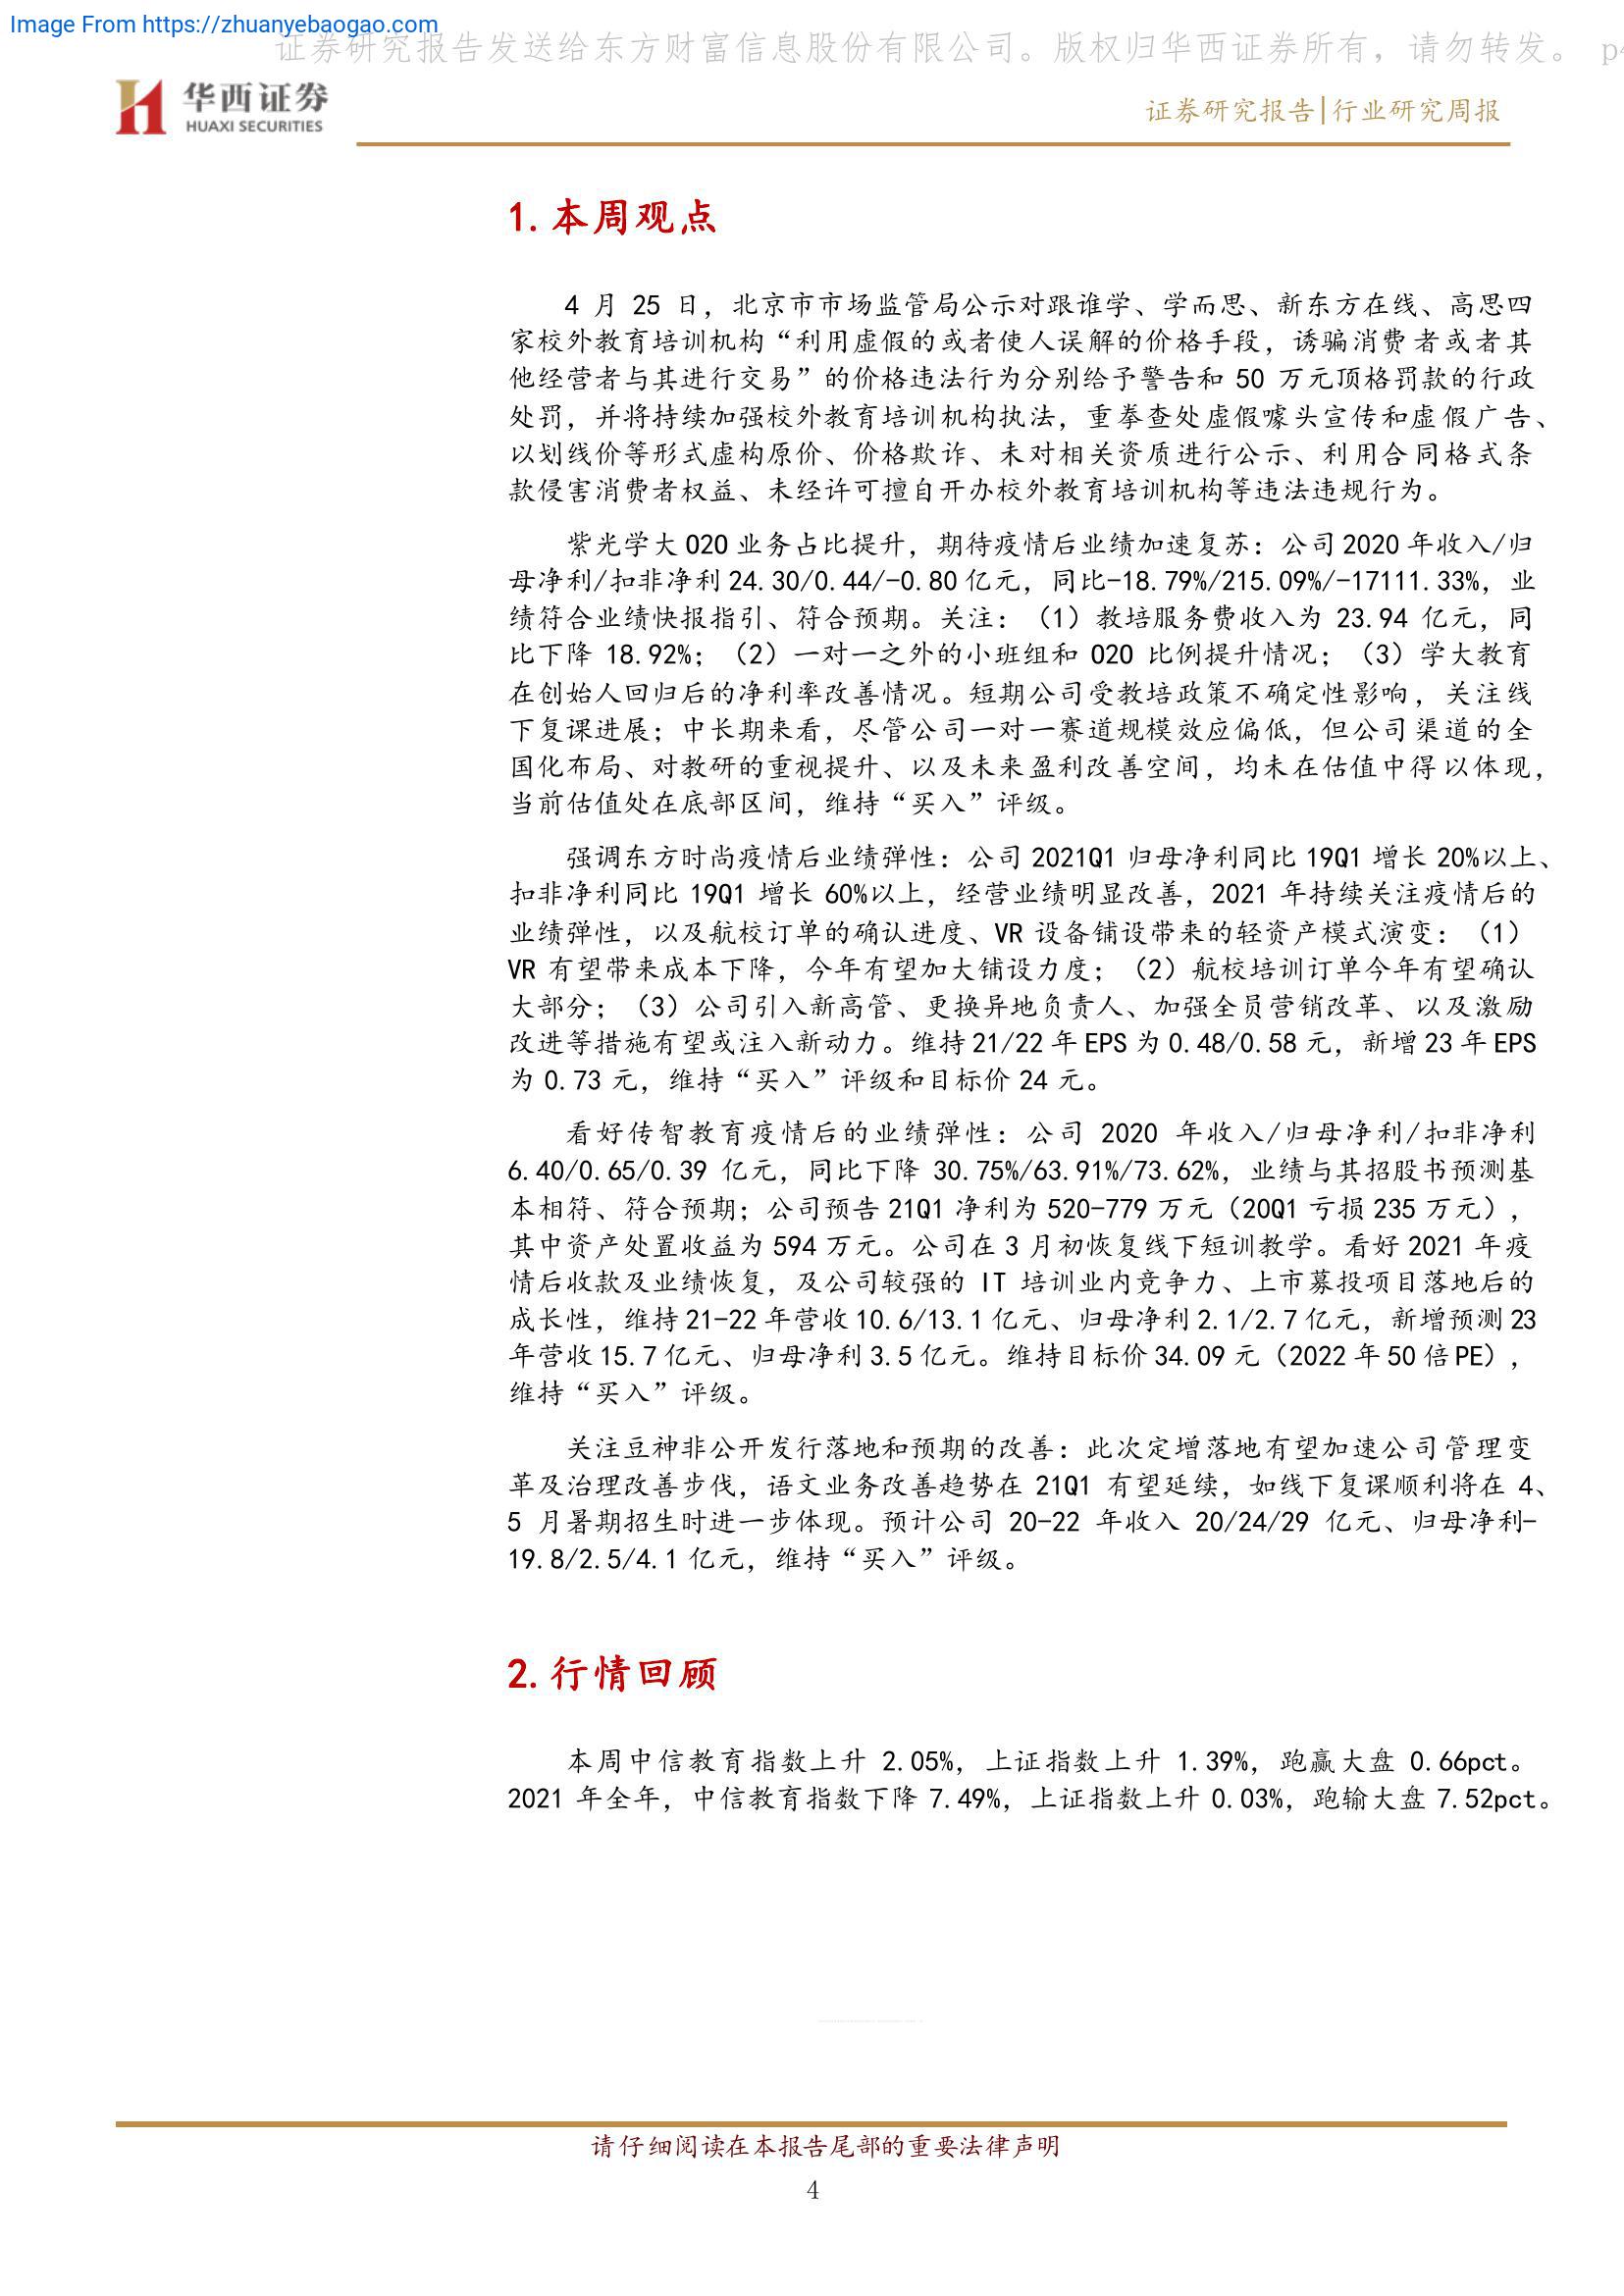 Image From https://zhuanyebaogao.com
证券研究报告发送给东方财富信息股份有限公司。版权归华西证券所有，请勿转发。 p4
华西证券
HUAXI SECURITIES
证券研究报告|行业研究周报
1.本周观点
4 月 25 日，北京市市场监管局公示对跟谁学、学而思、新东方在线、高思四
家校外教育培训机构“利用虚假的或者使人误解的价格手段，诱骗消费者或者其
他经营者与其进行交易”的价格违法行为分别给予警告和 50 万元顶格罚款的行政
处罚，并将持续加强校外教育培训机构执法，重拳查处虚假噱头宣传和虚假广告、
以划线价等形式虚构原价、价格欺诈、未对相关资质进行公示、利用合同格式条
款侵害消费者权益、未经许可擅自开办校外教育培训机构等违法违规行为。
紫光学大 O2O 业务占比提升，期待疫情后业绩加速复苏：公司 2020 年收入/归
母净利/扣非净利 24.30/0.44/-0.80 亿元，同比-18.79%/215.09%/-17111.33%，业
绩符合业绩快报指引、符合预期。关注：（1）教培服务费收入为 23.94 亿元，同
比下降 18.92%；（2）一对一之外的小班组和 O2O 比例提升情况；（3）学大教育
在创始人回归后的净利率改善情况。短期公司受教培政策不确定性影响，关注线
下复课进展；中长期来看，尽管公司一对一赛道规模效应偏低，但公司渠道的全
国化布局、对教研的重视提升、以及未来盈利改善空间，均未在估值中得以体现，
当前估值处在底部区间，维持“买入”评级。
强调东方时尚疫情后业绩弹性：公司 2021Q1 归母净利同比 19Q1 增长 20%以上、
扣非净利同比 19Q1 增长 60%以上，经营业绩明显改善，2021 年持续关注疫情后的
业绩弹性，以及航校订单的确认进度、VR 设备铺设带来的轻资产模式演变：（1）
VR 有望带来成本下降，今年有望加大铺设力度；（2）航校培训订单今年有望确认
大部分；（3）公司引入新高管、更换异地负责人、加强全员营销改革、以及激励
改进等措施有望或注入新动力。维持 21/22 年 EPS 为 0.48/0.58 元，新增 23 年 EPS
为 0.73 元，维持“买入”评级和目标价 24 元。
看好传智教育疫情后的业绩弹性：公司 2020 年收入/归母净利/扣非净利
6.40/0.65/0.39 亿元，同比下降 30.75%/63.91%/73.62%，业绩与其招股书预测基
本相符、符合预期；公司预告 21Q1 净利为 520-779 万元（20Q1 亏损 235 万元），
其中资产处置收益为 594 万元。公司在 3 月初恢复线下短训教学。看好 2021 年疫
情后收款及业绩恢复，及公司较强的 IT 培训业内竞争力、上市募投项目落地后的
成长性，维持 21-22 年营收 10.6/13.1 亿元、归母净利 2.1/2.7 亿元，新增预测 23
年营收 15.7 亿元、归母净利 3.5 亿元。维持目标价 34.09 元（2022 年 50 倍 PE），
维持“买入”评级。
关注豆神非公开发行落地和预期的改善：此次定增落地有望加速公司管理变
革及治理改善步伐，语文业务改善趋势在 21Q1 有望延续，如线下复课顺利将在 4、
5 月暑期招生时进一步体现。预计公司 20-22 年收入 20/24/29 亿元、归母净利-
19.8/2.5/4.1 亿元，维持“买入”评级。
2.行情回顾
本周中信教育指数上升 2.05%，上证指数上升 1.39%，跑赢大盘 0.66pct。
2021 年全年，中信教育指数下降 7.49%，上证指数上升 0.03%，跑输大盘 7.52pct。
请仔细阅读在本报告尾部的重要法律声明
4